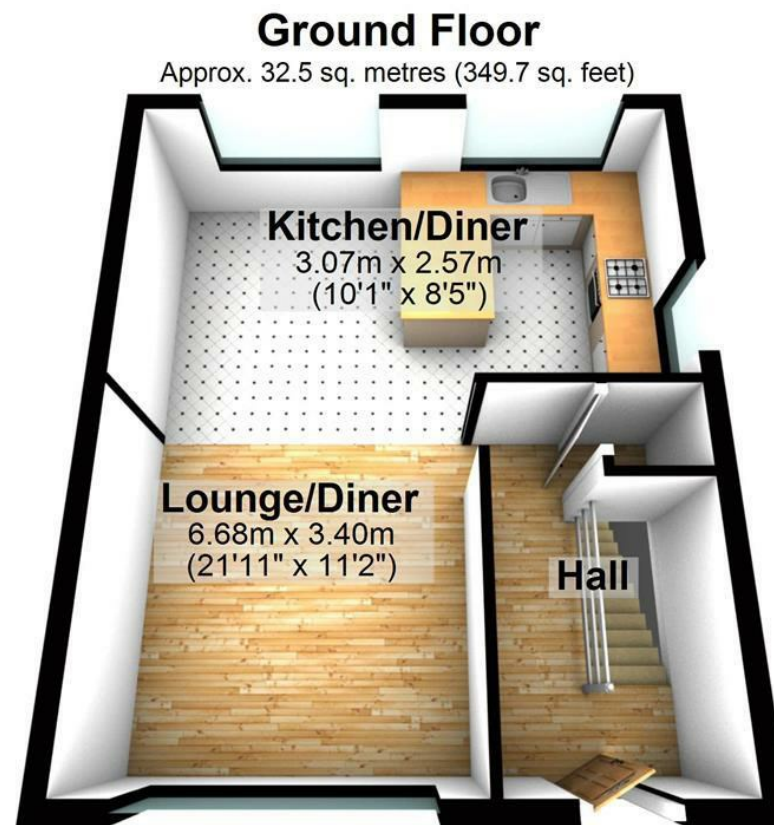 Ground Floor
Approx. 32.5 sq. metres (349.7 sq. feet)
Kitchen/Diner
3.07m x 2.57m
(10'1" x 8'5")
Lounge/Diner
6.68m x 3.40m
(21'11" x 11'2")
Hall